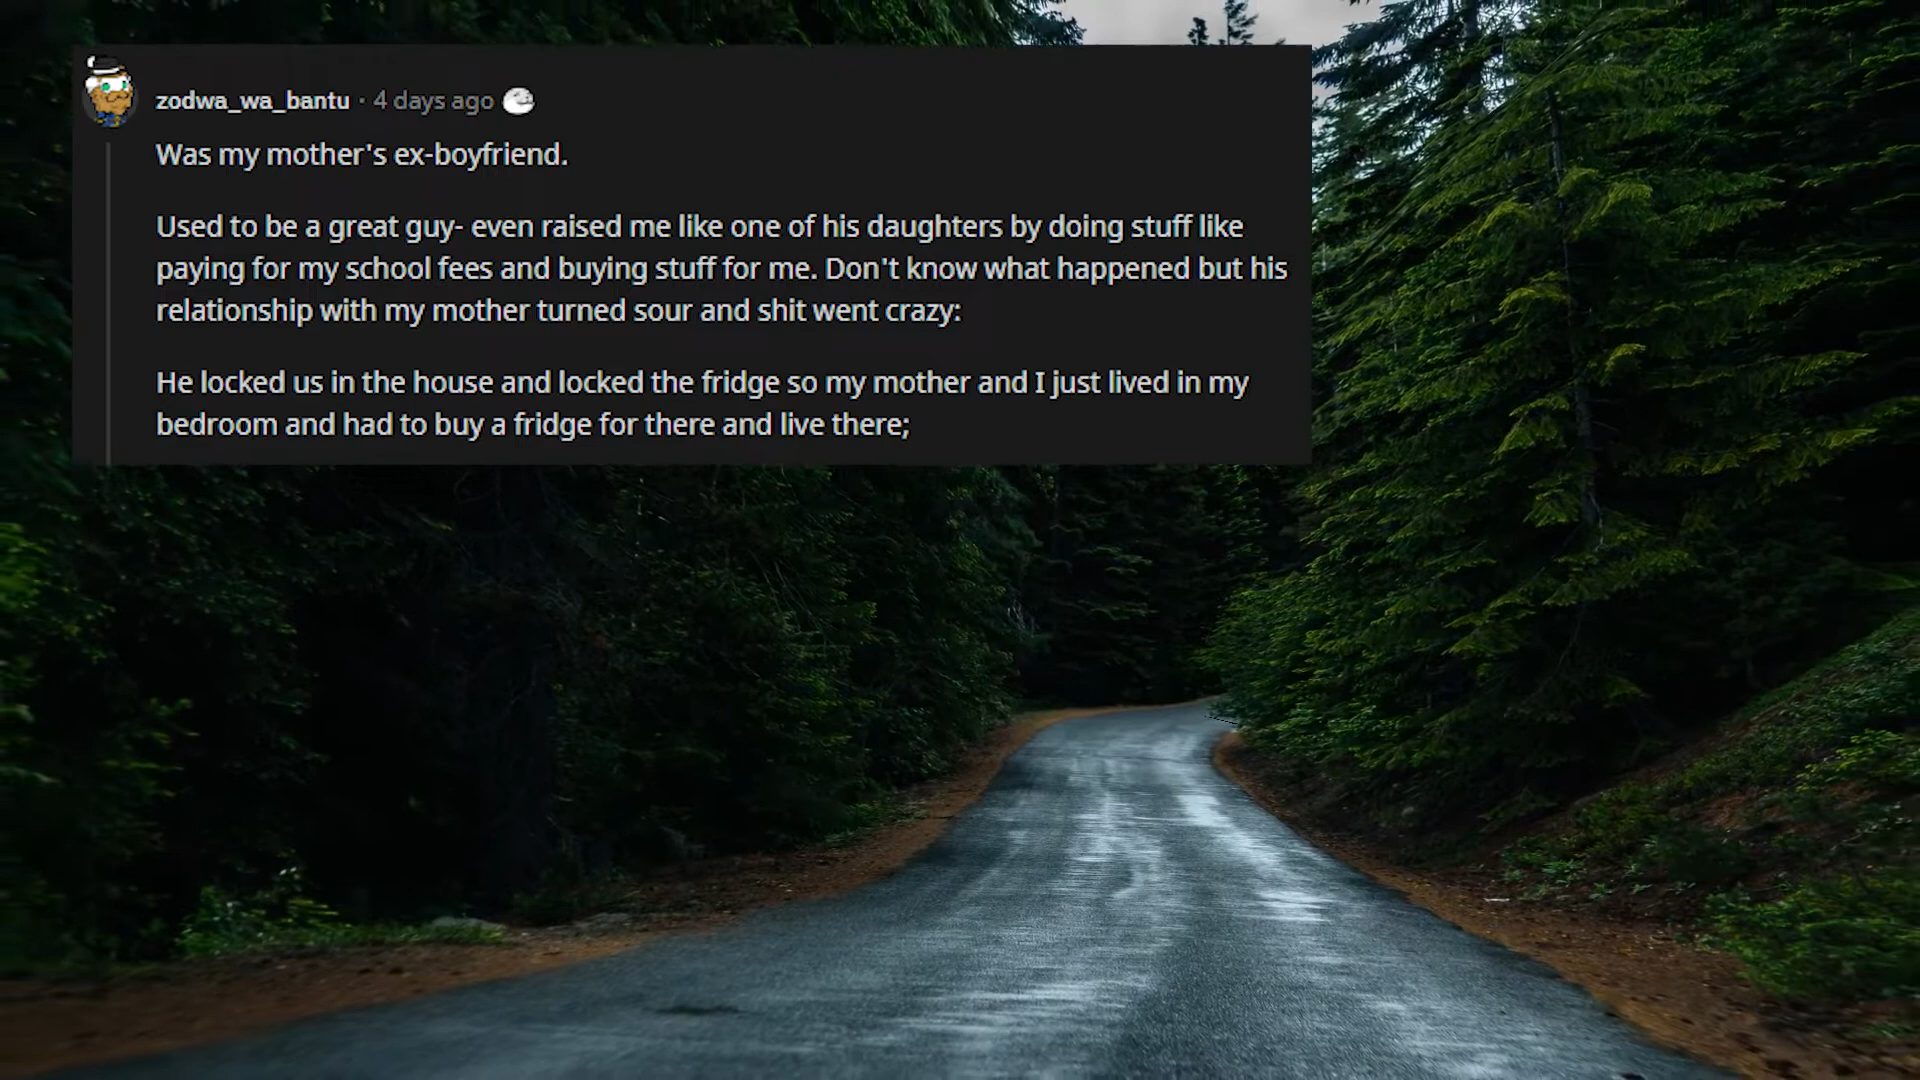 zodwa_wa_bantu · 4 days ago
Was my mother's ex-boyfriend.
Used to be a great guy- even raised me like one of his daughters by doing stuff like
paying for my school fees and buying stuff for me. Don't know what happened but his
relationship with my mother turned sour and shit went crazy:
He locked us in the house and locked the fridge so my mother and I just lived in my
bedroom and had to buy a fridge for there and live there;